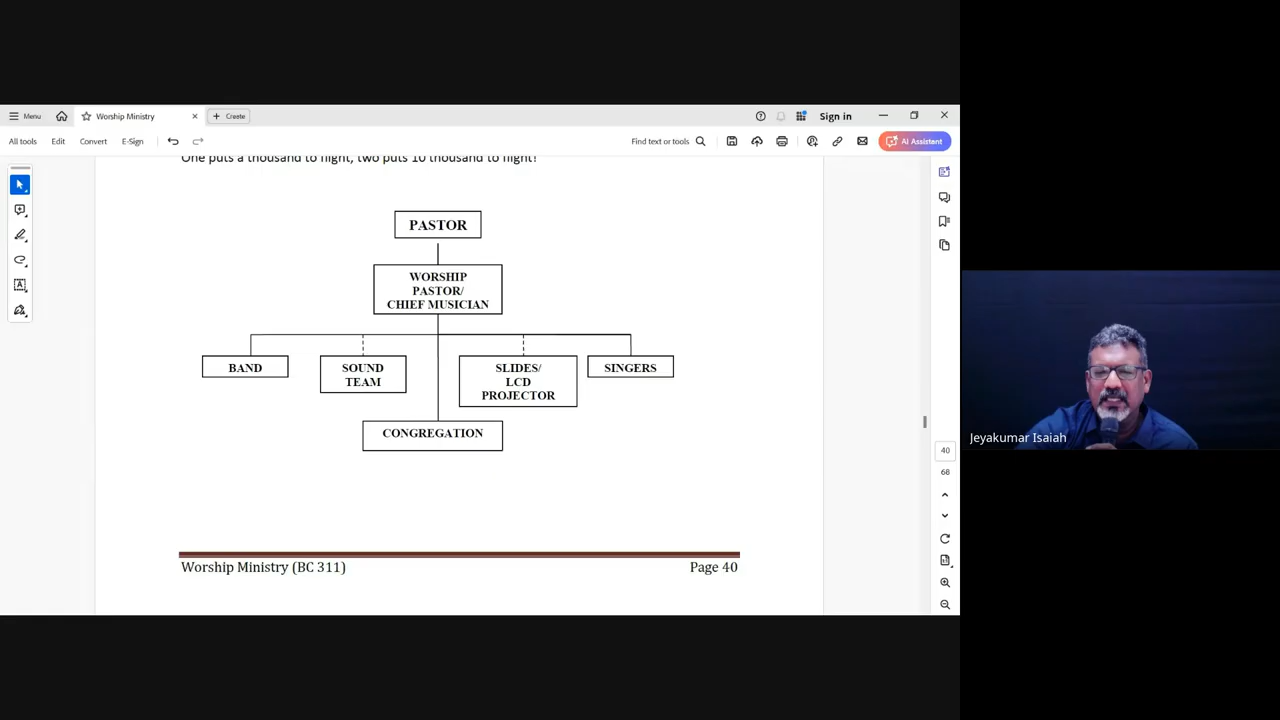 Menu
Worship Ministry
Create
Sign in
All tools
Edit
Convert
E-Sign
Find text or tools
AI Assistant
One puts a thousand to flight, two puts 10 thousand to flight!
PASTOR
WORSHIP
PASTOR/
CHIEF MUSICIAN
BAND
SOUND
TEAM
SLIDES/
LCD
PROJECTOR
SINGERS
CONGREGATION
Worship Ministry (BC 311)
Page 40
40
68
Jeyakumar Isaiah